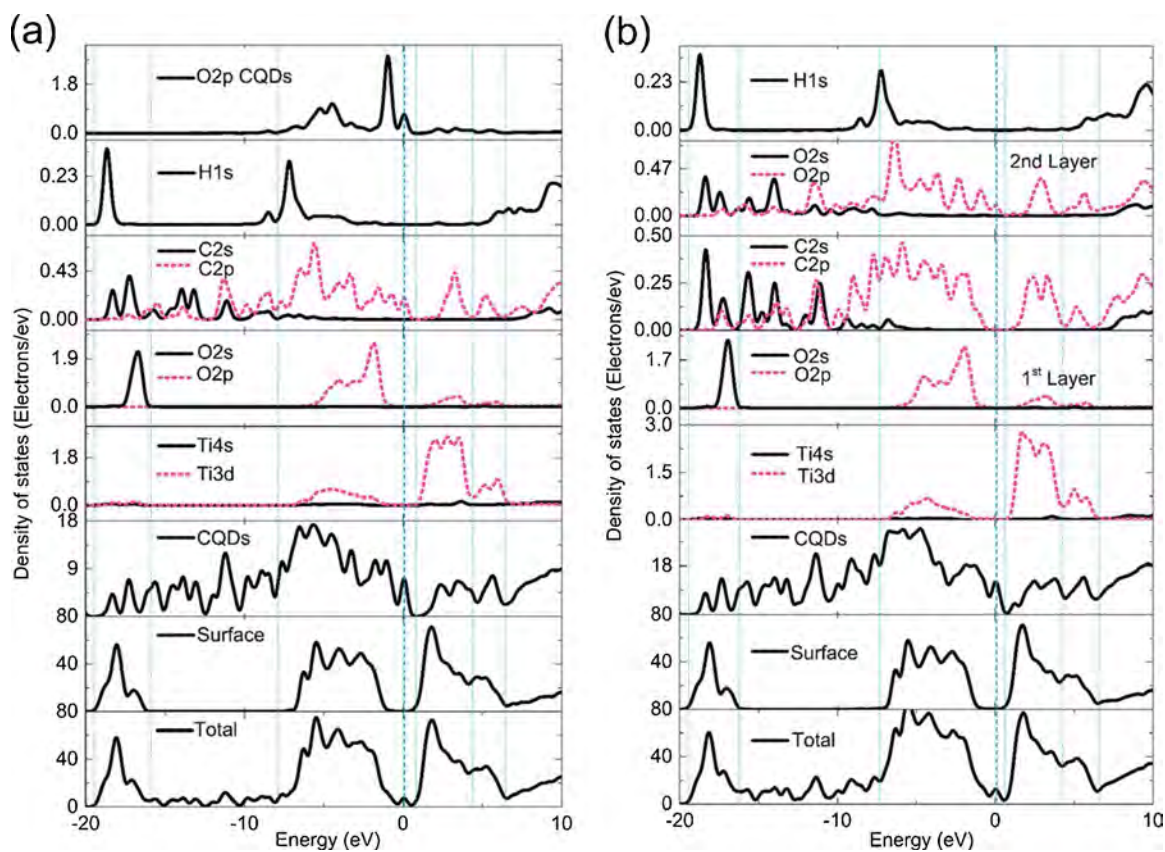 (a)
Density of states (Electrons/ev)
1.8
0.0
O2p CQDs
0.23
0.00
H1s
0.43
0.00
C2s
C2p
1.9
0.0
O2s
O2p
1.8
0.0
Ti4s
Ti3d
18
9
CQDs
80
40
Surface
80
40
Total
0
-20 -10 0 10
Energy (eV)
(b)
Density of states (Electrons/ev)
0.23
0.00
H1s
0.47
0.00
O2s
O2p
2nd Layer
0.50
0.25
0.00
C2s
C2p
1.7
0.0
O2s
O2p
1st Layer
3.0
1.5
0.0
Ti4s
Ti3d
CQDs
18
80
40
Surface
80
40
Total
0
-20 -10 0 10
Energy (eV)